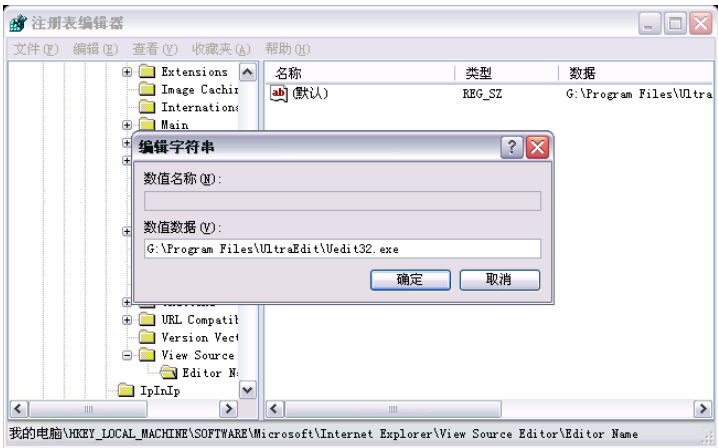 注册表编辑器
文件(F) 编辑(E) 查看(V) 收藏夹(A) 帮助(H)
Extensions
Image Cachin
Internationa
Main
URL Compatib
Version Vect
View Source
Editor N
IpInIp
名称 类型 数据
ab (默认) REG_SZ G:\Program Files\Ultra
编辑字符串
数值名称(N):
数值数据(V):
G:\Program Files\UltraEdit\Uedit32.exe
确定 取消
我的电脑\HKEY_LOCAL_MACHINE\SOFTWARE\Microsoft\Internet Explorer\View Source Editor\Editor Name